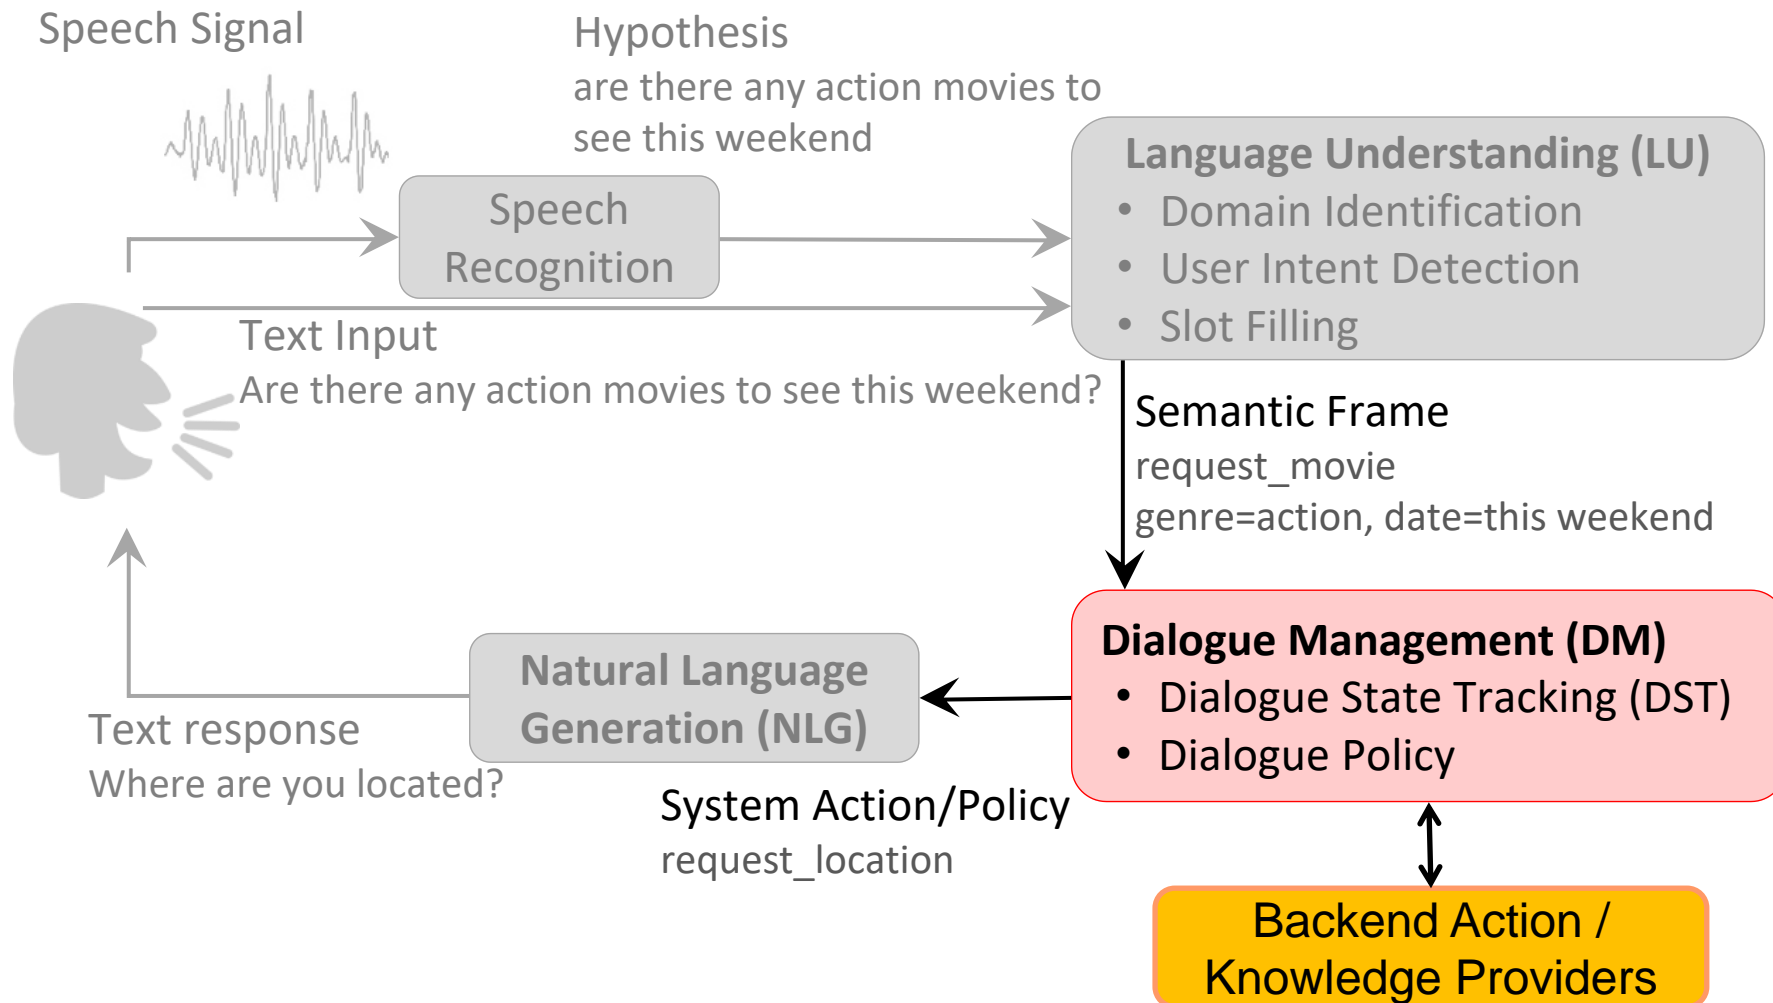 Speech Signal
Hypothesis
are there any action movies to
see this weekend
Speech
Recognition
Language Understanding (LU)
• Domain Identification
• User Intent Detection
• Slot Filling
Text Input
Are there any action movies to see this weekend?
Semantic Frame
request_movie
genre=action, date=this weekend
Dialogue Management (DM)
• Dialogue State Tracking (DST)
• Dialogue Policy
Natural Language
Generation (NLG)
Text response
Where are you located?
System Action/Policy
request_location
Backend Action /
Knowledge Providers